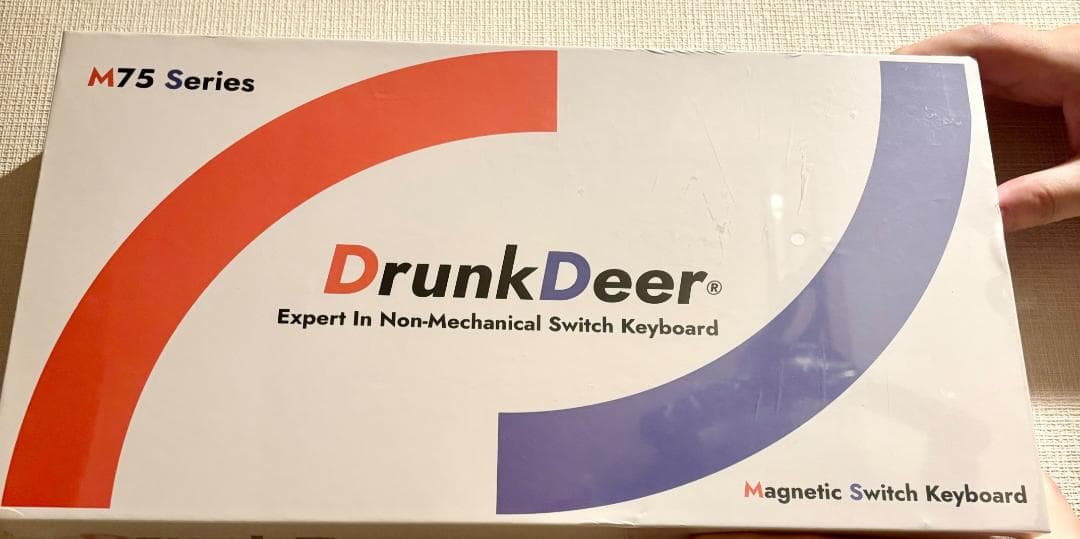 M75 Series
DrunkDeer®
Expert In Non-Mechanical Switch Keyboard
Magnetic Switch Keyboard